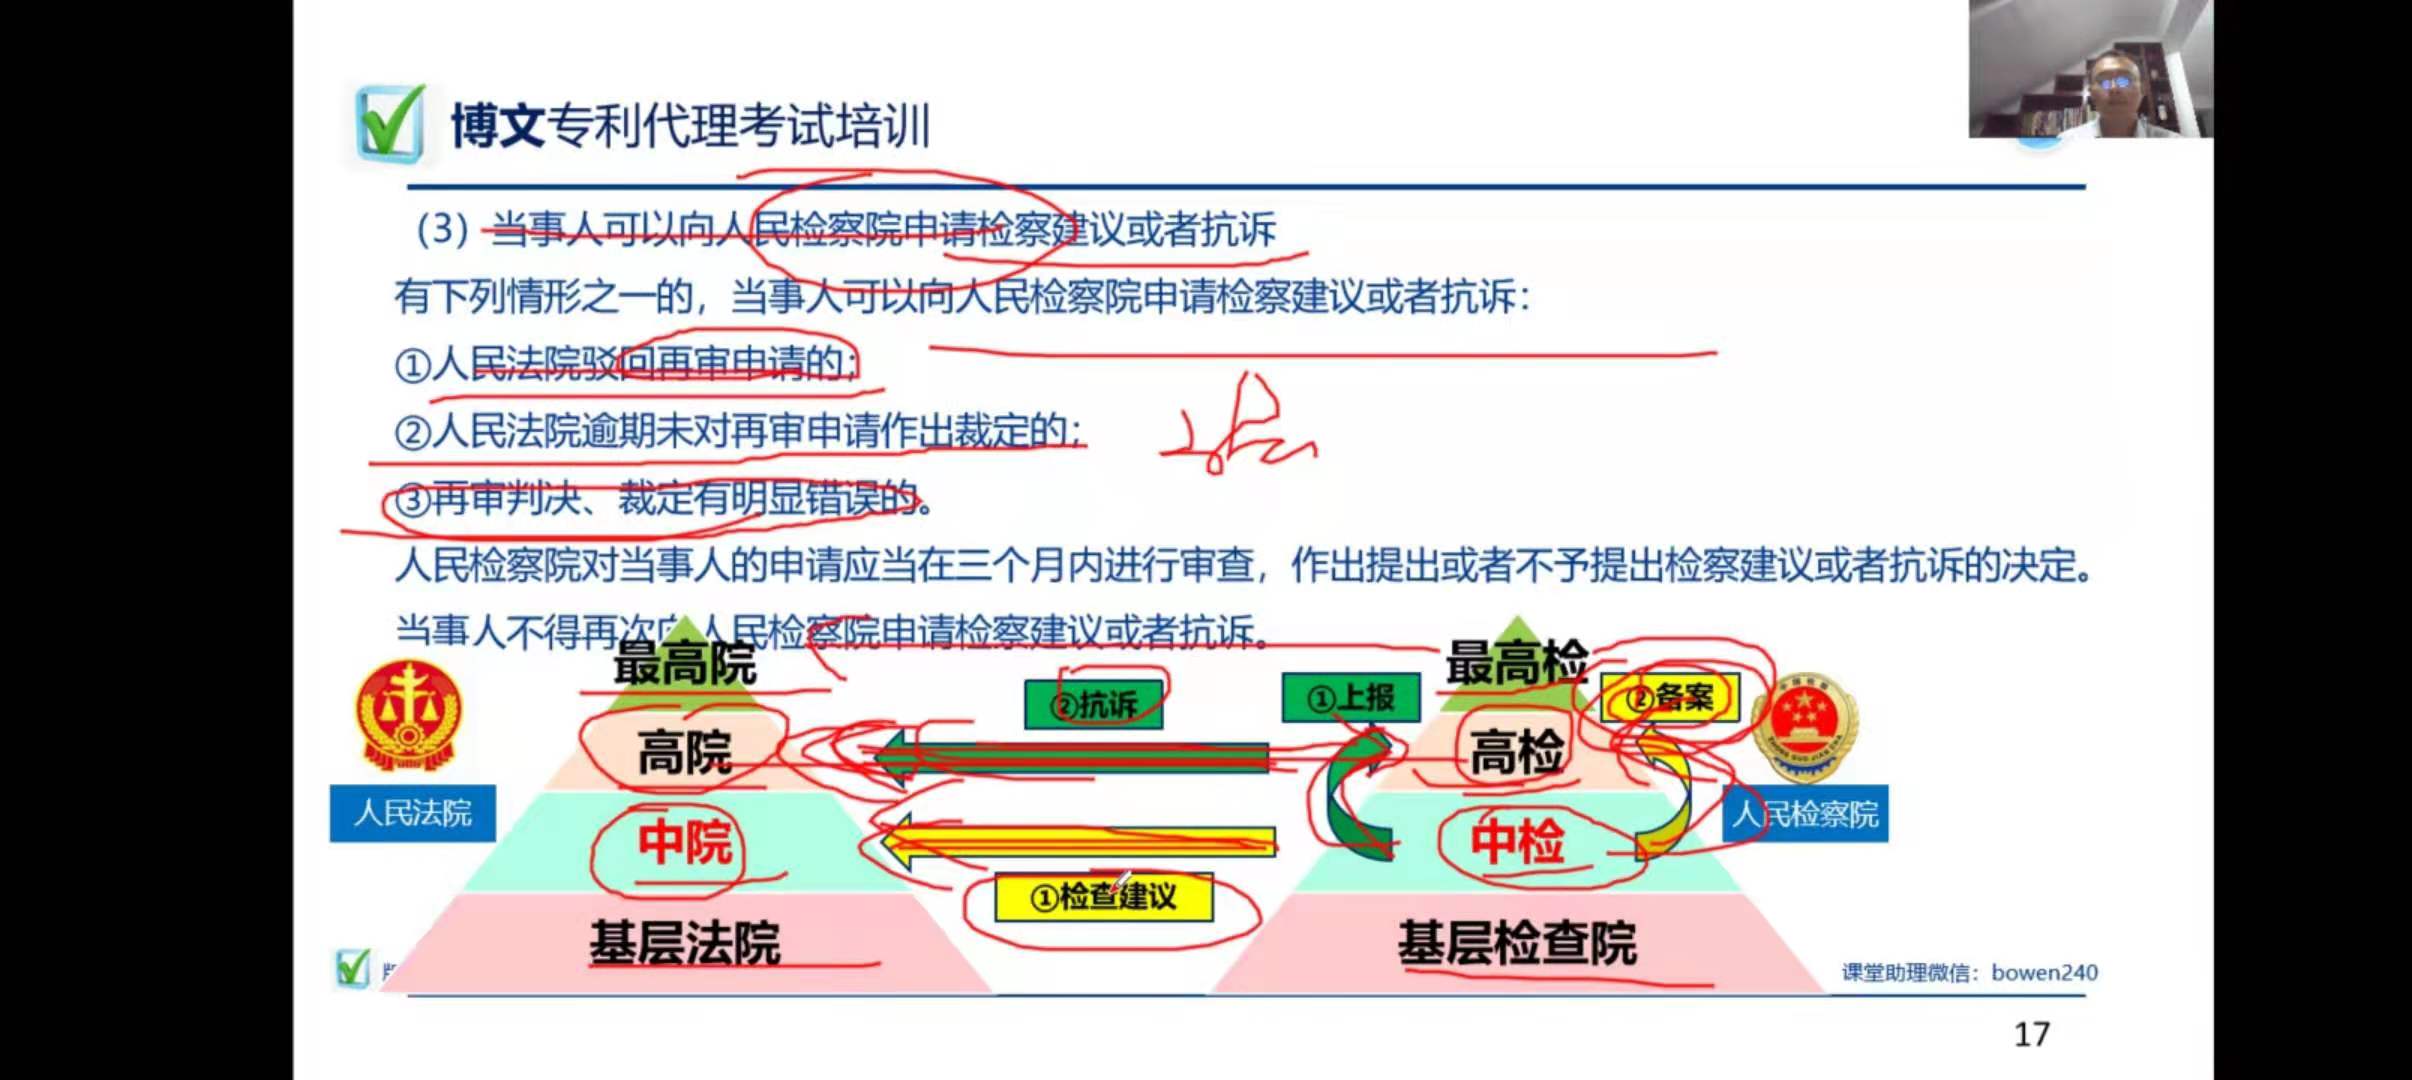 博文专利代理考试培训
（3）当事人可以向人民检察院申请检察建议或者抗诉
有下列情形之一的，当事人可以向人民检察院申请检察建议或者抗诉：
①人民法院驳回再审申请的；
②人民法院逾期未对再审申请作出裁定的；
③再审判决、裁定有明显错误的。
人民检察院对当事人的申请应当在三个月内进行审查，作出提出或者不予提出检察建议或者抗诉的决定。
当事人不得再次向人民检察院申请检察建议或者抗诉。
最高院
最高检
②抗诉
①上报
②备案
高院
高检
人民法院
人民检察院
中院
中检
①检查建议
基层法院
基层检查院
课堂助理微信：bowen240
17